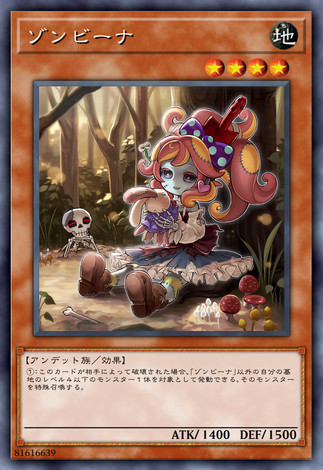 ゾンビーナ
地
【アンデット族／効果】
①：このカードが相手によって破壊された場合、「ゾンビーナ」以外の自分の墓
地のレベル４以下のモンスター１体を対象として発動できる。そのモンスター
を特殊召喚する。
ATK/ 1400 DEF/1500
81616639